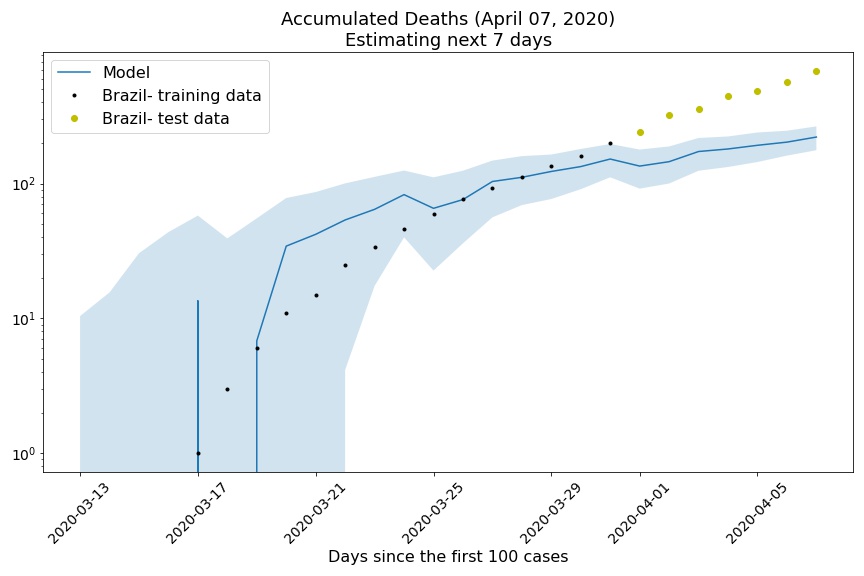 Accumulated Deaths (April 07, 2020)
Estimating next 7 days
Model
Brazil- training data
Brazil- test data
10²
10¹
10⁰
2020-03-13
2020-03-17
2020-03-21
2020-03-25
2020-03-29
2020-04-01
2020-04-05
Days since the first 100 cases